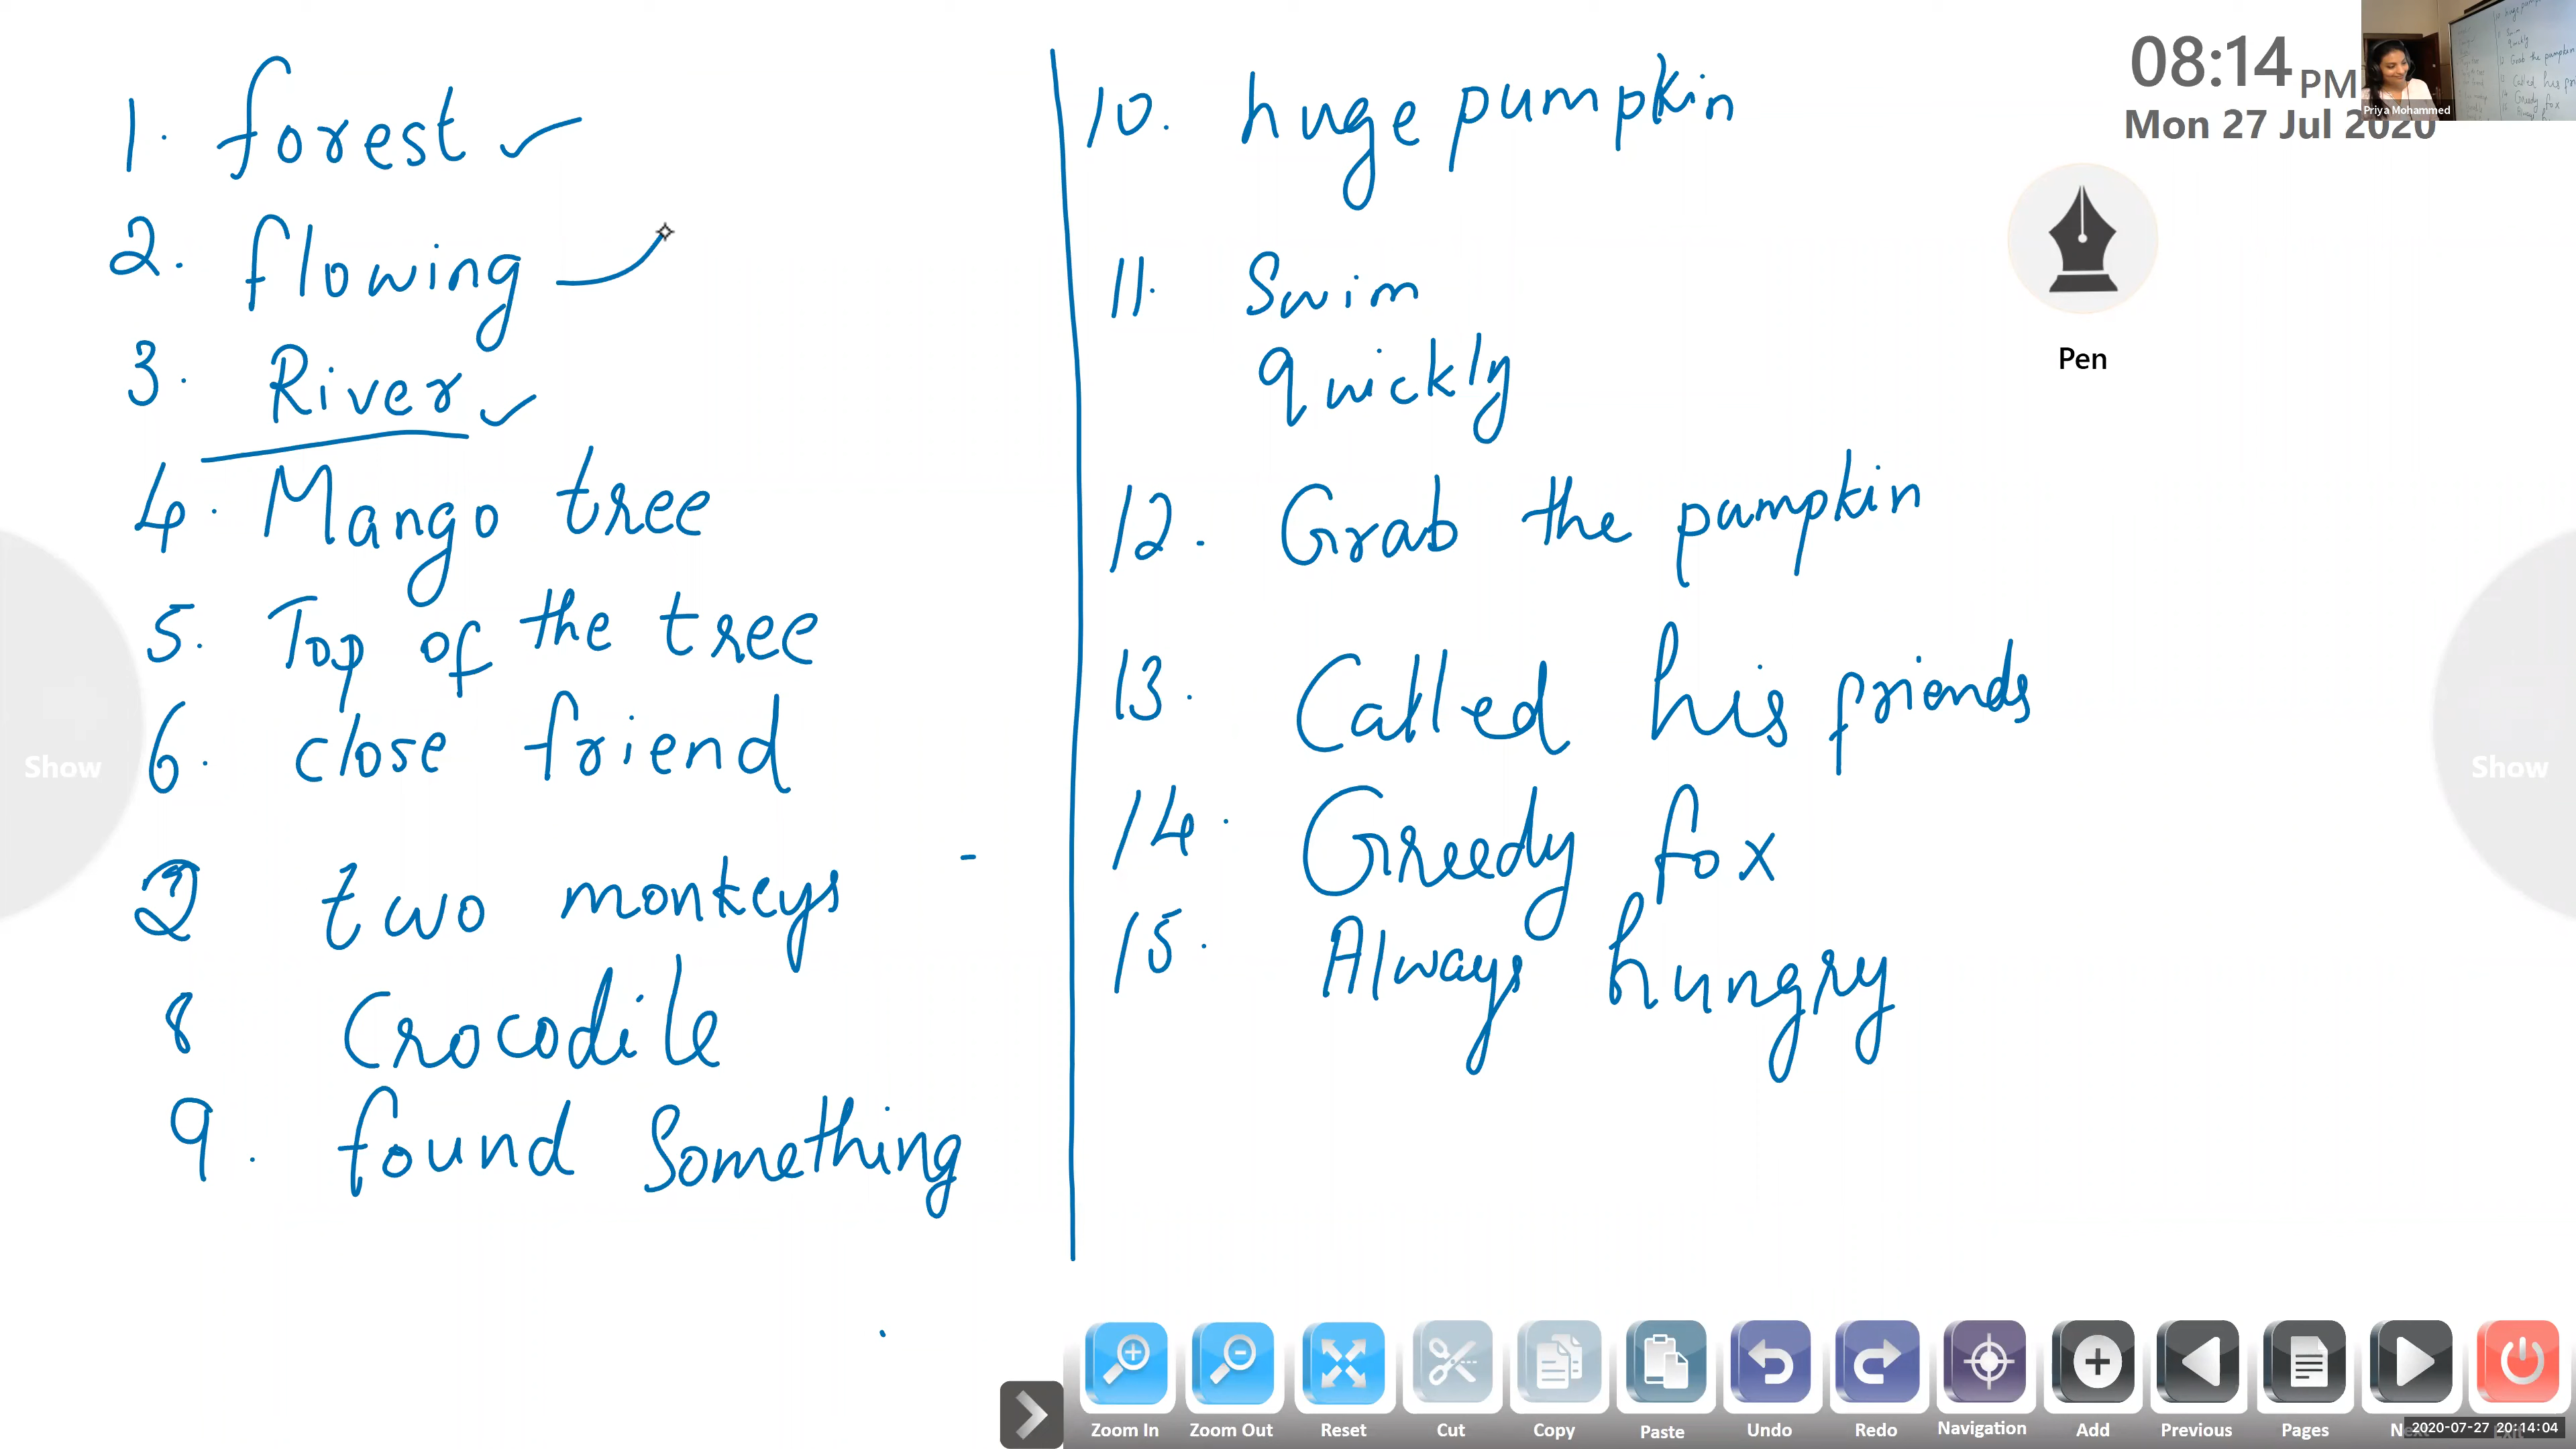 1. forest
2. flowing
3. River
4. Mango tree
5. Top of the tree
6. close friend
two monkeys
8 Crocodile
9. found Something
10. huge pumpkin
11. Swim
quickly
12. Grab the pumpkin
13. Called his friends
14. Greedy fox
15. Always hungry
08:14 PM
Mon 27 Jul 2020
Priya Mohammed
Pen
Show
Show
Zoom In Zoom Out Reset Cut Copy Paste Undo Redo Navigation Add Previous Pages
2020-07-27 20:14:04